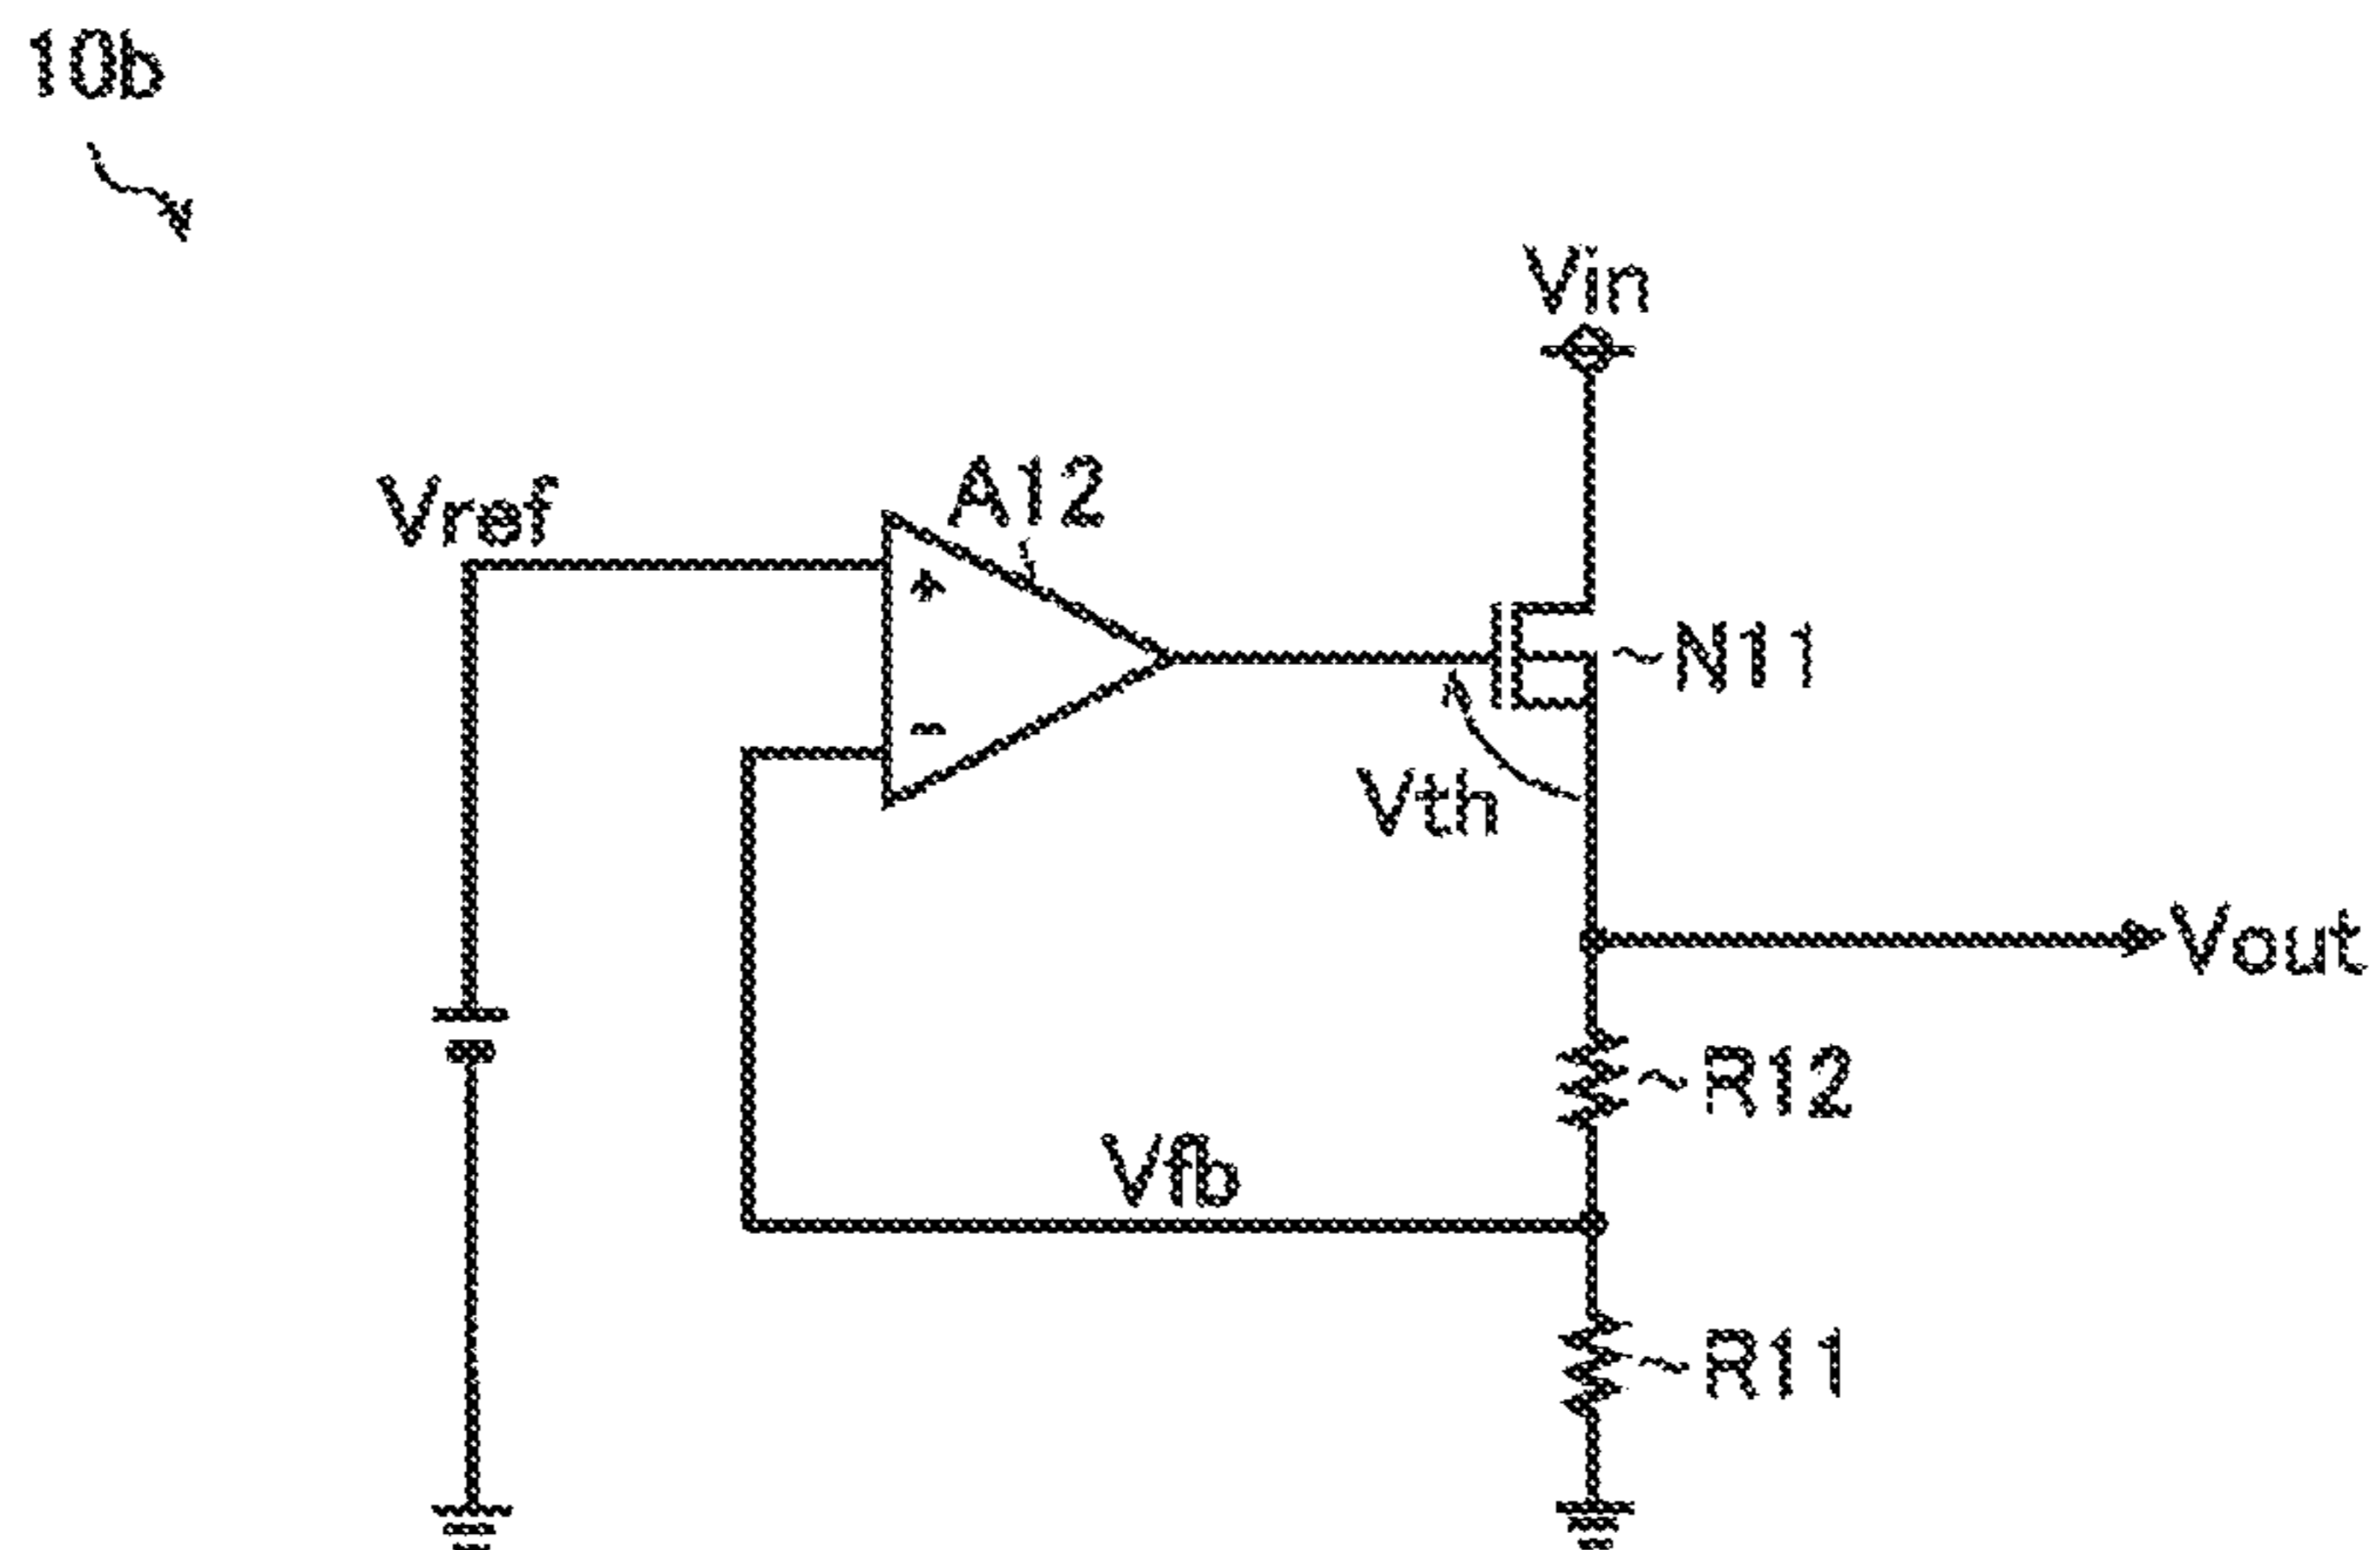 10b
Vin
Vref
A12
+
~N11
−
Vth
Vout
~R12
Vfb
~R11